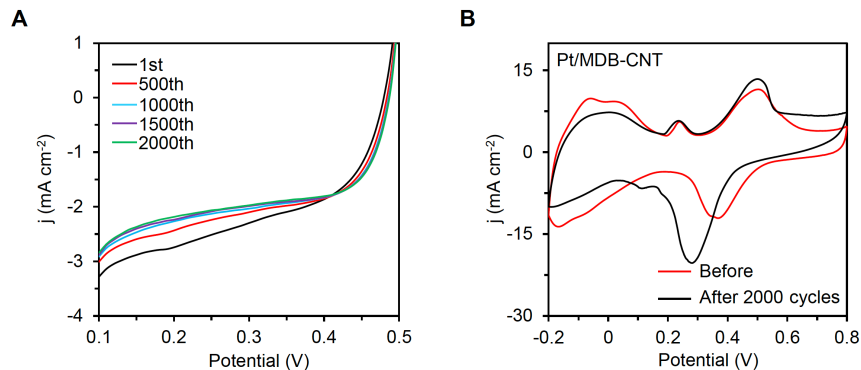 A
1
0
-1
-2
-3
-4
j (mA cm-2)
1st
500th
1000th
1500th
2000th
0.1
0.2
0.3
0.4
0.5
Potential (V)
B
Pt/MDB-CNT
15
0
-15
-30
j (mA cm-2)
Before
After 2000 cycles
-0.2
0
0.2
0.4
0.6
0.8
Potential (V)